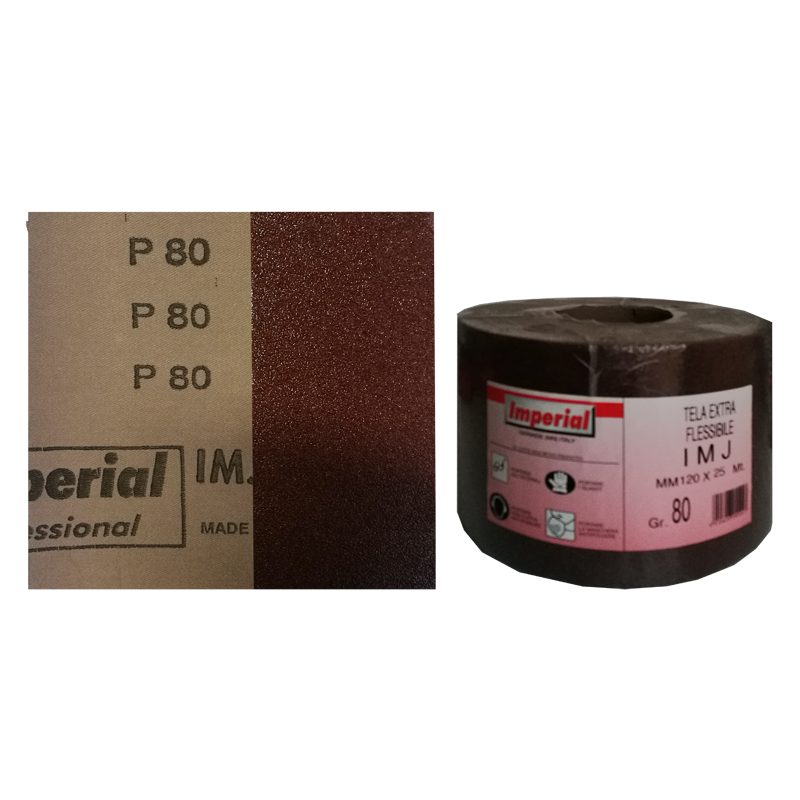 P 80
P 80
P 80
perial
IM
essional
MADE
Imperial
TELA EXTRA
FLESSIBILE
I M J
MM 120 X 25 Mt.
Gr. 80